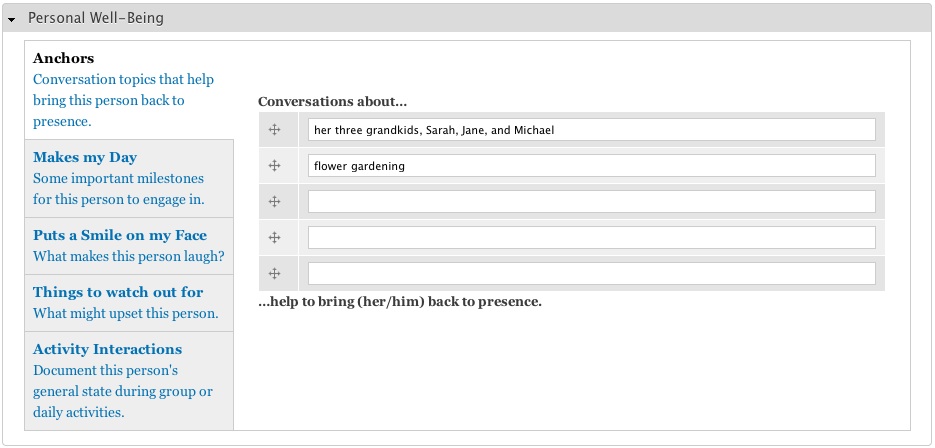 Personal Well-Being
Anchors
Conversation topics that help
bring this person back to
presence.
Makes my Day
Some important milestones
for this person to engage in.
Puts a Smile on my Face
What makes this person laugh?
Things to watch out for
What might upset this person.
Activity Interactions
Document this person's
general state during group or
daily activities.
Conversations about...
her three grandkids, Sarah, Jane, and Michael
flower gardening
...help to bring (her/him) back to presence.